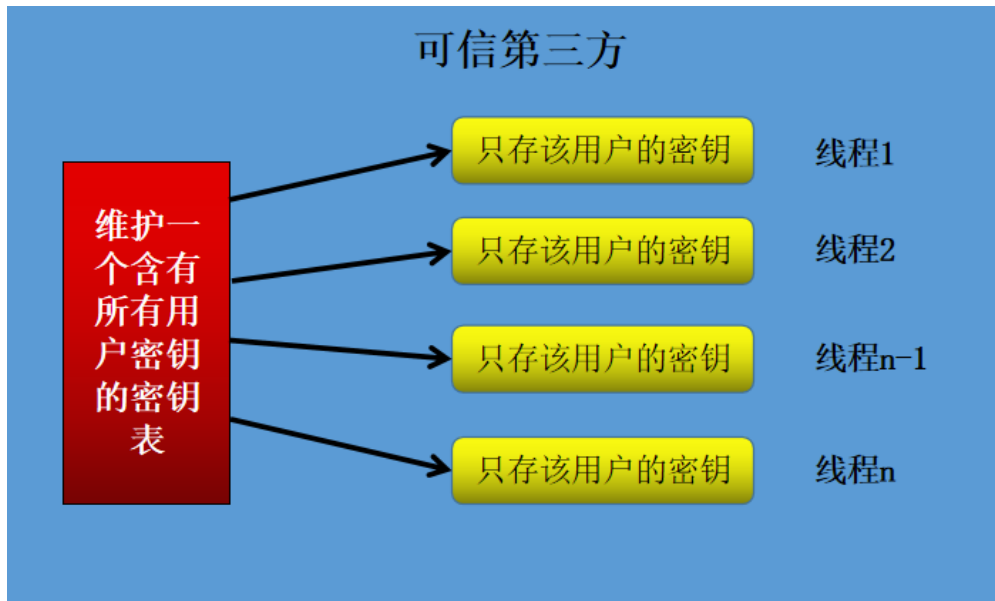 可信第三方
维护一
个含有
所有用
户密钥
的密钥
表
只存该用户的密钥 线程1
只存该用户的密钥 线程2
只存该用户的密钥 线程n-1
只存该用户的密钥 线程n